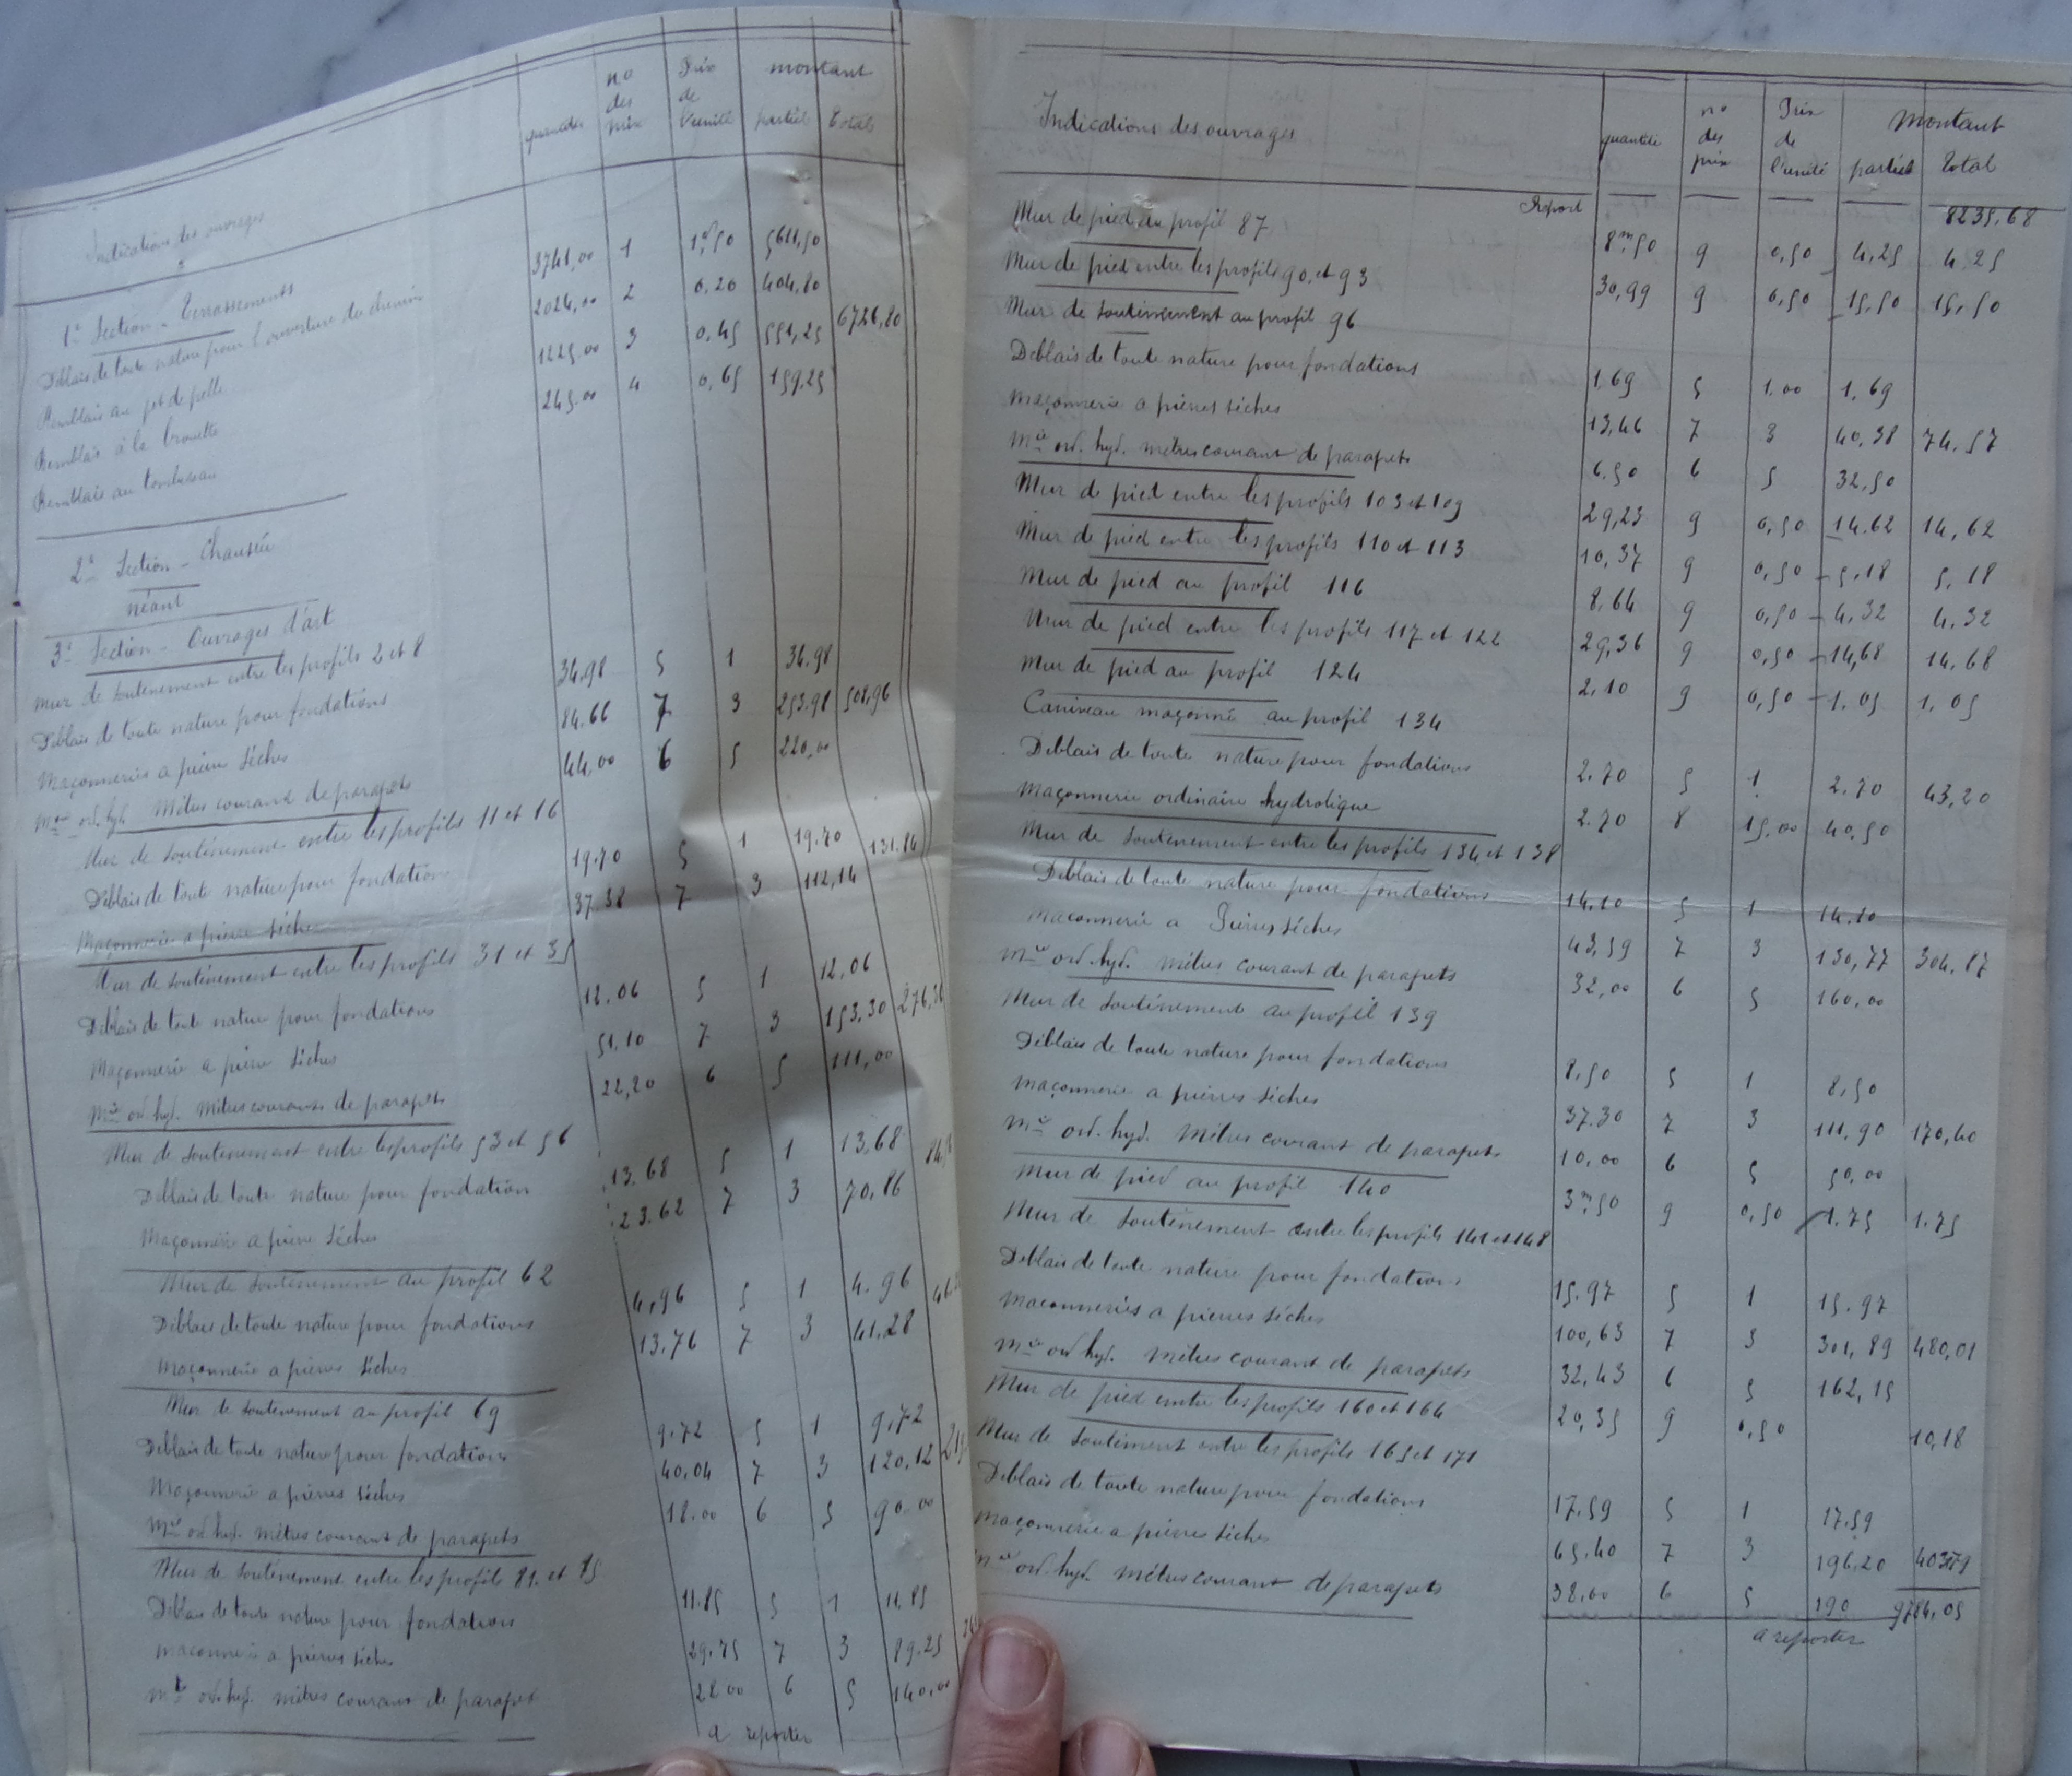 Indications des ouvrages quantités no des prix Prix de l'unité montant partiel totals
1e Section - Terrassements
Déblais de toute nature pour l'ouverture du chemin 3741,00 1 1f,50 5611,50
Remblais au jet de pelle 2024,00 2 0,20 404,80
Remblais à la brouette 1225,00 3 0,45 551,25 6726,80
Remblais au tombereau 245,00 4 0,65 159,25
2e Section - Chaussée
néant
3e Section - Ouvrages d'art
Mur de soutenement entre les profils 2 et 8
Déblais de toute nature pour fondations 34,98 5 1 34,98
Maçonneries a pierre sèches 84,66 7 3 253,98 508,96
Mie ord. hyd. Mètres courant de parapets 44,00 6 5 220,00
Mur de soutènement entre les profils 11 et 16
Déblais de toute nature pour fondations 19,70 5 1 19,70 131,84
Maçonnerie a pierre sèches 37,38 7 3 112,14
Mur de soutènement entre les profils 31 et 35
Déblais de toute nature pour fondations 12,06 5 1 12,06
Maçonnerie a pierre sèches 51,10 7 3 153,30 276,36
Mie ord. hyd. Mètres courants de parapets 22,20 6 5 111,00
Mur de soutenement entre les profils 53 et 56
Déblais de toute nature pour fondation 13,68 5 1 13,68
Maçonnerie a pierre sèches 23,62 7 3 70,86
Mur de soutenement au profil 62
Déblais de toute nature pour fondations 4,96 5 1 4,96
Maçonnerie a pierres sèches 13,76 7 3 41,28
Mur de soutenement au profil 69
Déblais de toute nature pour fondations 9,72 5 1 9,72
Maçonnerie a pierres sèches 40,04 7 3 120,12
Mie ord. hyd. mètres courant de parapets 18,00 6 5 90,00
Mur de soutènement entre les profils 81 et 85
Déblais de toute nature pour fondations 11,85 5 1 11,85
Maçonnerie a pierres sèches 29,75 7 3 89,25
Mie ord. hyd. mètres courant de parapet 28,00 6 5 140,00
a reporter
Indications des ouvrages quantité no des prix Prix de l'unité Montant partiel total
Report 8235,68
Mur de pied au profil 87 8m,50 9 0,50 4,25 4,25
Mur de pied entre les profils 90 et 93 30,99 9 0,50 15,50 15,50
Mur de soutènement au profil 96
Déblais de toute nature pour fondations 1,69 5 1,00 1,69
Maçonnerie a pierres sèches 13,46 7 3 40,38 74,57
Mie ord. hyd. mètres courant de parapets 6,50 6 5 32,50
Mur de pied entre les profils 103 et 109 29,23 9 0,50 14,62 14,62
Mur de pied entre les profils 110 et 113 10,37 9 0,50 5,18 5,18
Mur de pied au profil 116 8,64 9 0,50 4,32 4,32
Mur de pied entre les profils 117 et 122 29,36 9 0,50 14,68 14,68
Mur de pied au profil 124 2,10 9 0,50 1,05 1,05
Caniveau maçonné au profil 134
Déblais de toute nature pour fondations 2,70 5 1 2,70 43,20
Maçonnerie ordinaire hydrolique 2,70 8 15,00 40,50
Mur de soutenement entre les profils 134 et 138
Déblais de toute nature pour fondations 14,10 5 1 14,10
Maçonnerie a Pierres sèches 43,59 7 3 130,77 304,87
Mie ord. hyd. mètres courant de parapets 32,00 6 5 160,00
Mur de soutènement au profil 139
Déblais de toute nature pour fondations 8,50 5 1 8,50
Maçonnerie a pierres sèches 37,30 7 3 111,90 170,40
Mie ord. hyd. Mètres courant de parapets 10,00 6 5 50,00
Mur de pied au profil 140 3m,50 9 0,50 1,75 1,75
Mur de soutènement entre les profils 141 et 148
Déblais de toute nature pour fondations 15,97 5 1 15,97
Maçonneries a pierres sèches 100,63 7 3 301,89 480,01
Mie ord. hyd. Mètres courant de parapets 32,43 6 5 162,15
Mur de pied entre les profils 160 et 164 20,35 9 0,50 10,18
Mur de soutènement entre les profils 165 et 171
Déblais de toute nature pour fondations 17,59 5 1 17,59
Maçonnerie a pierres sèches 65,40 7 3 196,20 403,79
Mie ord. hyd. Mètres courant de parapets 38,00 6 5 190 9784,05
a reporter